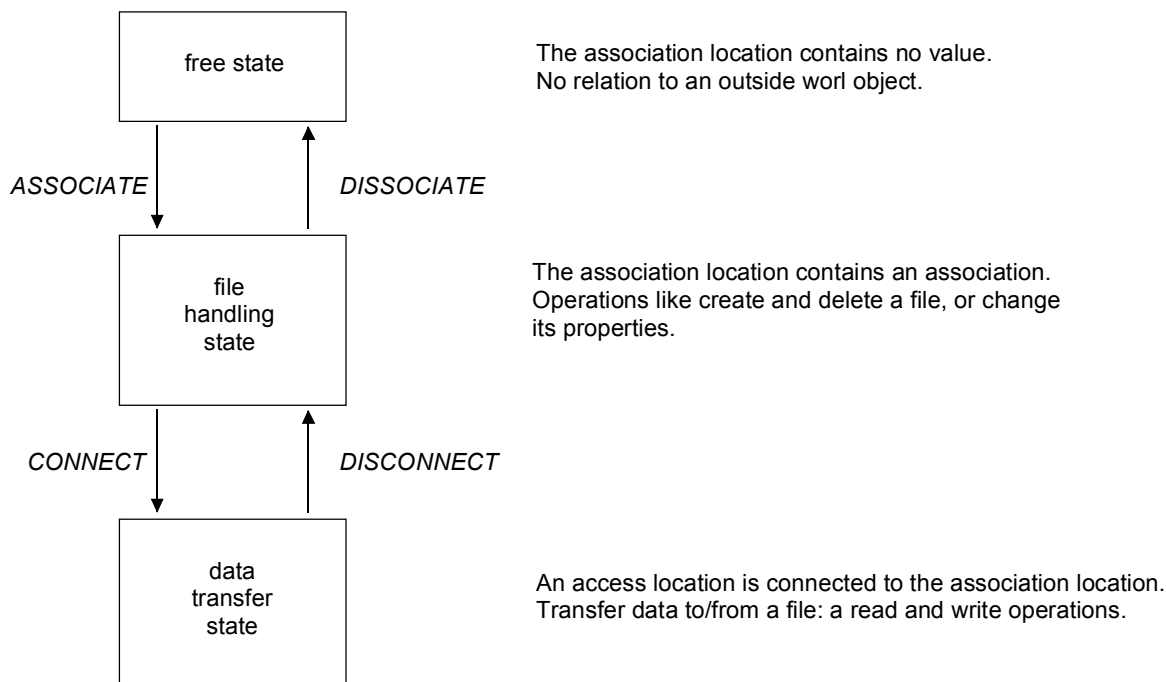 free state
The association location contains no value.
No relation to an outside worl object.
ASSOCIATE
DISSOCIATE
file
handling
state
The association location contains an association.
Operations like create and delete a file, or change
its properties.
CONNECT
DISCONNECT
data
transfer
state
An access location is connected to the association location.
Transfer data to/from a file: a read and write operations.